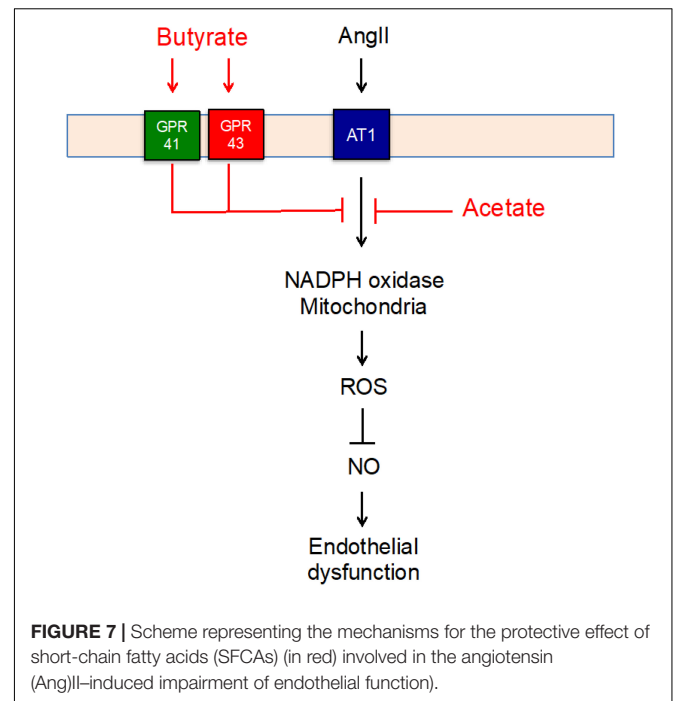 Butyrate
AngII
GPR
41
GPR
43
AT1
Acetate
NADPH oxidase
Mitochondria
ROS
NO
Endothelial
dysfunction
FIGURE 7 | Scheme representing the mechanisms for the protective effect of
short-chain fatty acids (SFCAs) (in red) involved in the angiotensin
(Ang)II–induced impairment of endothelial function).